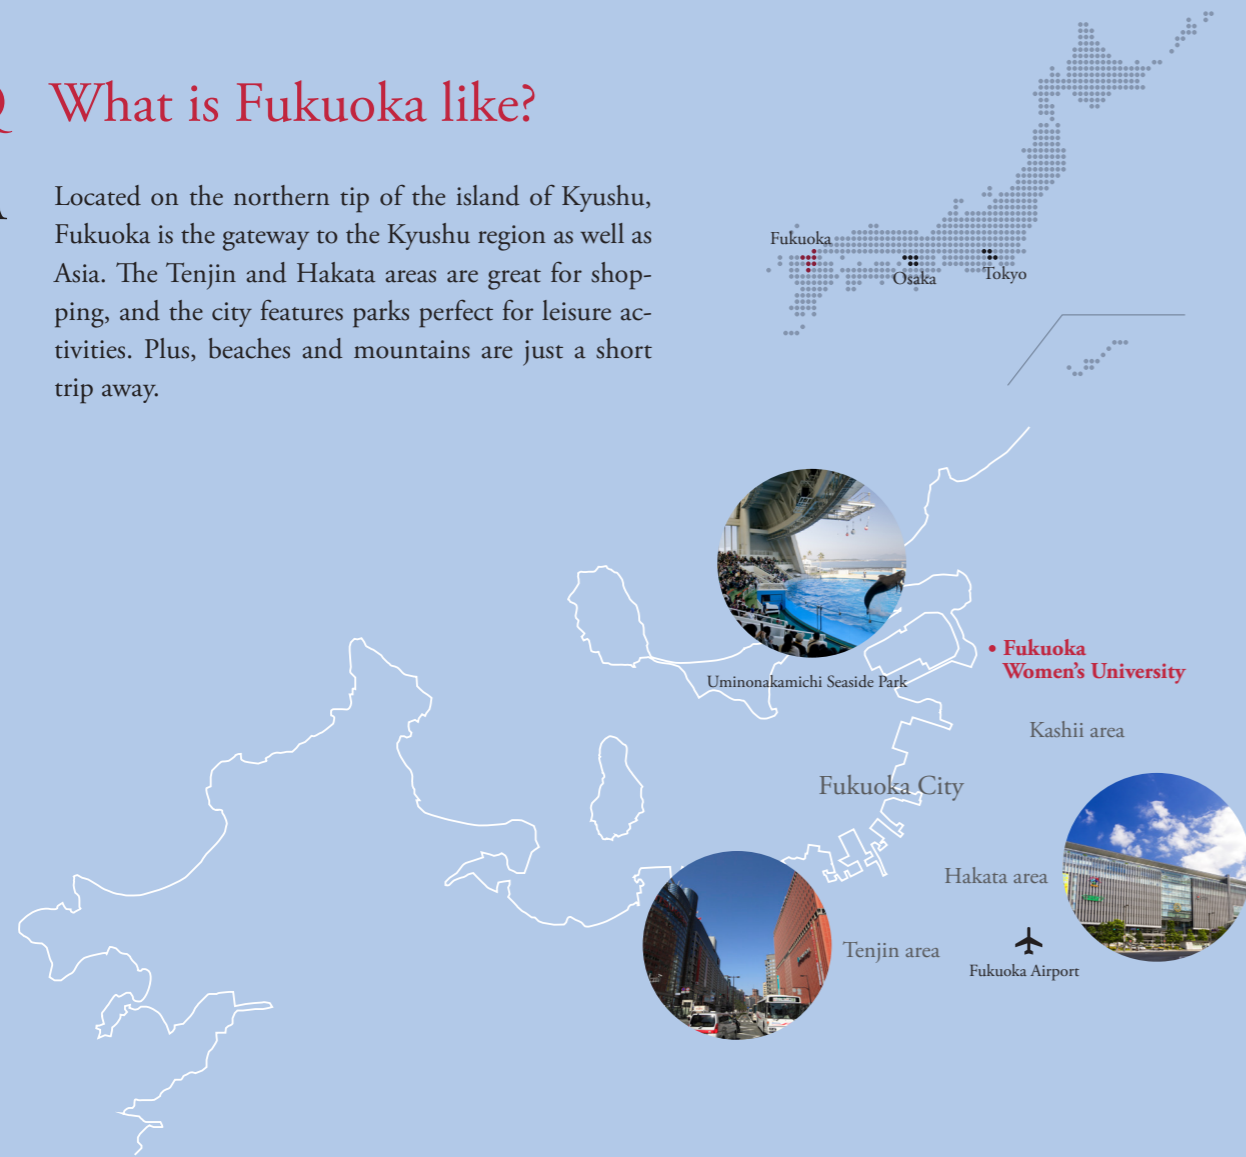 Q What is Fukuoka like?
A Located on the northern tip of the island of Kyushu,
Fukuoka is the gateway to the Kyushu region as well as
Asia. The Tenjin and Hakata areas are great for shop-
ping, and the city features parks perfect for leisure ac-
tivities. Plus, beaches and mountains are just a short
trip away.
Fukuoka
Osaka
Tokyo
Uminonakamichi Seaside Park
• Fukuoka
Women's University
Kashii area
Fukuoka City
Hakata area
Tenjin area
Fukuoka Airport